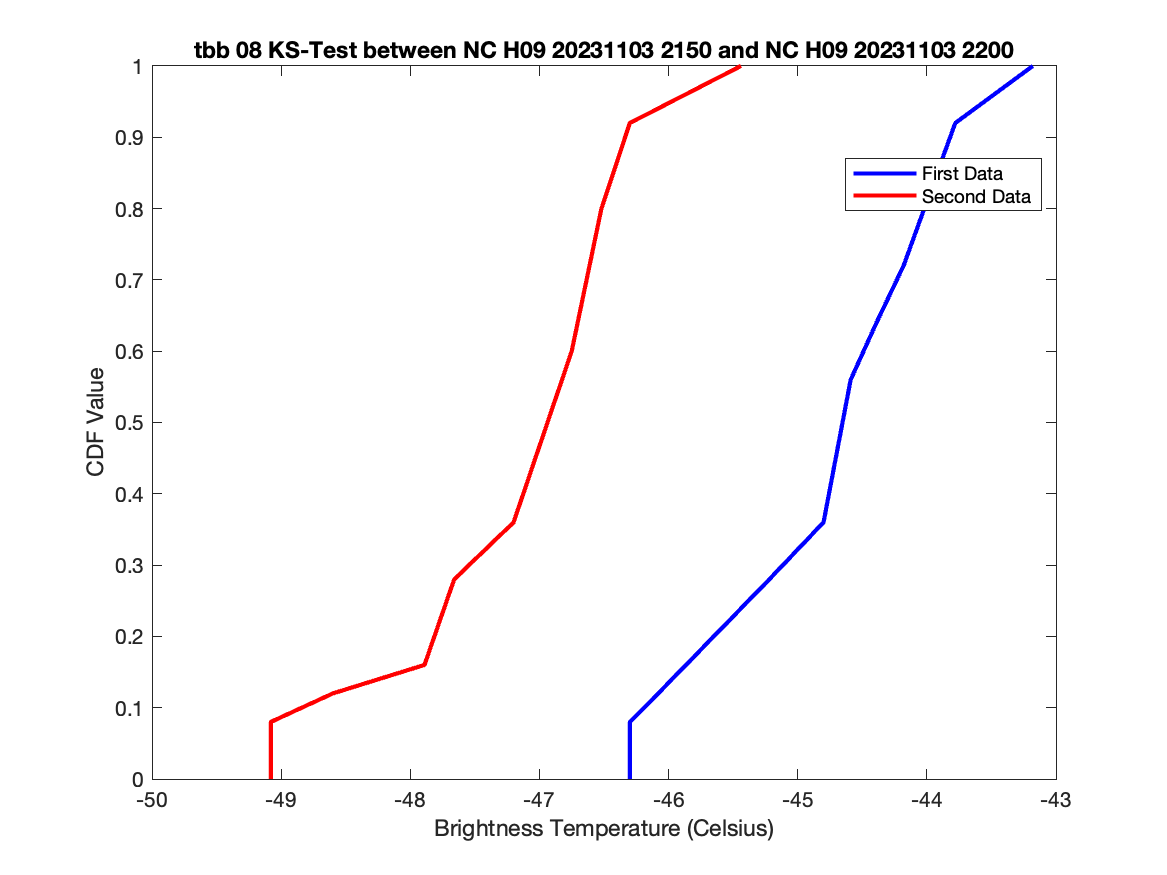 tbb 08 KS-Test between NC H09 20231103 2150 and NC H09 20231103 2200
1
0.9
0.8
0.7
0.6
0.5
0.4
0.3
0.2
0.1
0
CDF Value
First Data
Second Data
-50 -49 -48 -47 -46 -45 -44 -43
Brightness Temperature (Celsius)